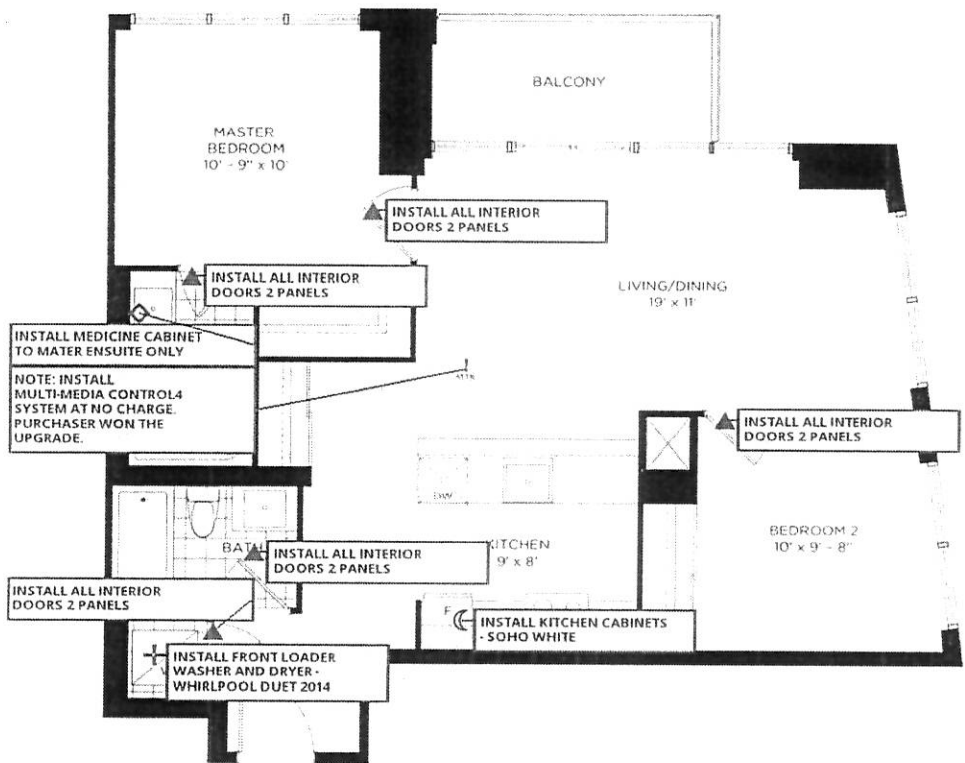 BALCONY
MASTER
BEDROOM
10' - 9" x 10'
INSTALL ALL INTERIOR
DOORS 2 PANELS
INSTALL ALL INTERIOR
DOORS 2 PANELS
LIVING/DINING
19' x 11'
INSTALL MEDICINE CABINET
TO MATER ENSUITE ONLY
NOTE: INSTALL
MULTI-MEDIA CONTROL4
SYSTEM AT NO CHARGE.
PURCHASER WON THE
UPGRADE.
INSTALL ALL INTERIOR
DOORS 2 PANELS
DW
BEDROOM 2
10' x 9' - 8"
KITCHEN
9' x 8'
BATH
INSTALL ALL INTERIOR
DOORS 2 PANELS
INSTALL ALL INTERIOR
DOORS 2 PANELS
F
INSTALL KITCHEN CABINETS
- SOHO WHITE
INSTALL FRONT LOADER
WASHER AND DRYER -
WHIRLPOOL DUET 2014